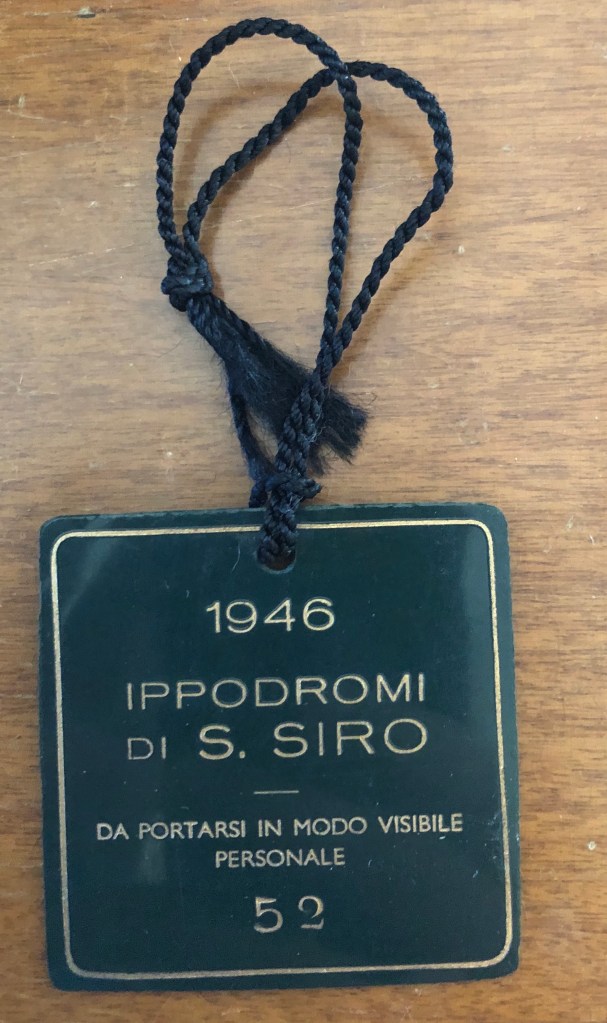 1946
IPPODROMI
DI S. SIRO
DA PORTARSI IN MODO VISIBILE
PERSONALE
52